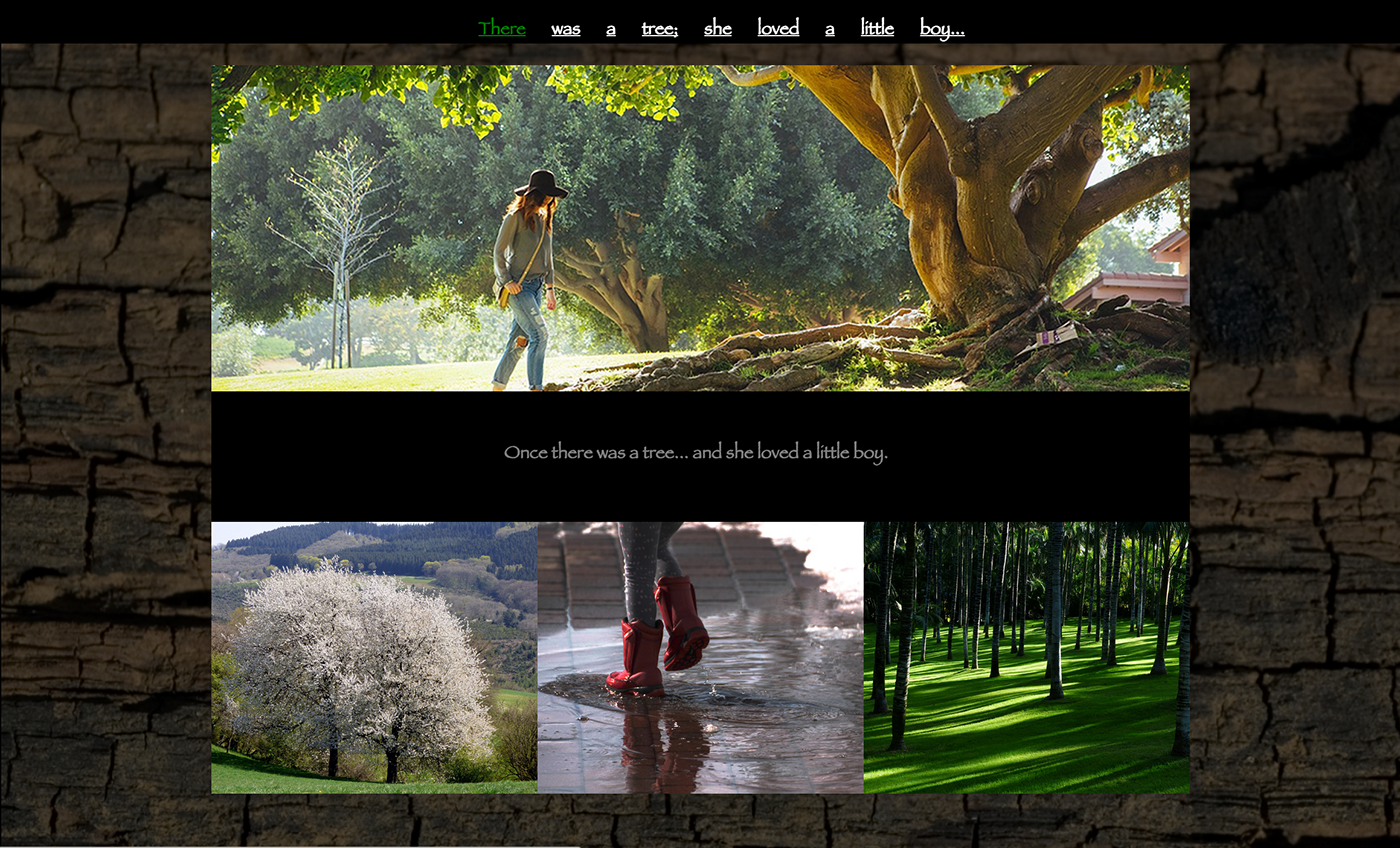 There was a tree; she loved a little boy...
Once there was a tree... and she loved a little boy.